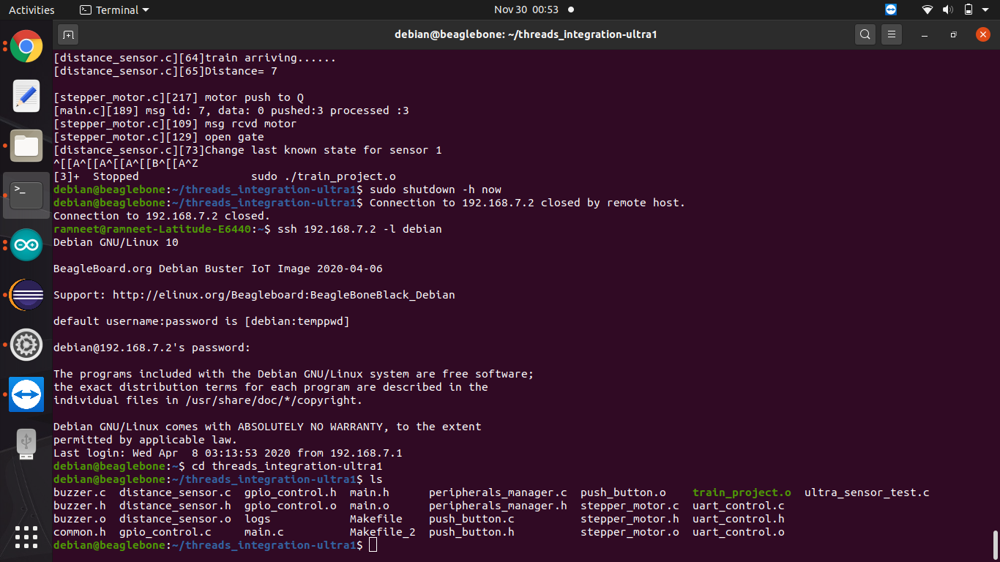 Activities Terminal Nov 30 00:53
debian@beaglebone: ~/threads_integration-ultra1
[distance_sensor.c][64]train arriving......
[distance_sensor.c][65]Distance= 7
[stepper_motor.c][217] motor push to Q
[main.c][189] msg id: 7, data: 0 pushed:3 processed :3
[stepper_motor.c][109] msg rcvd motor
[stepper_motor.c][129] open gate
[distance_sensor.c][73]Change last known state for sensor 1
^[[A^[[A^[[A^[[B^[[A^Z
[3]+  Stopped                 sudo ./train_project.o
debian@beaglebone:~/threads_integration-ultra1$ sudo shutdown -h now
debian@beaglebone:~/threads_integration-ultra1$ Connection to 192.168.7.2 closed by remote host.
Connection to 192.168.7.2 closed.
ramneet@ramneet-Latitude-E6440:~$ ssh 192.168.7.2 -l debian
Debian GNU/Linux 10
BeagleBoard.org Debian Buster IoT Image 2020-04-06
Support: http://elinux.org/Beagleboard:BeagleBoneBlack_Debian
default username:password is [debian:temppwd]
debian@192.168.7.2's password:
The programs included with the Debian GNU/Linux system are free software;
the exact distribution terms for each program are described in the
individual files in /usr/share/doc/*/copyright.
Debian GNU/Linux comes with ABSOLUTELY NO WARRANTY, to the extent
permitted by applicable law.
Last login: Wed Apr  8 03:13:53 2020 from 192.168.7.1
debian@beaglebone:~$ cd threads_integration-ultra1
debian@beaglebone:~/threads_integration-ultra1$ ls
buzzer.c  distance_sensor.c  gpio_control.h  main.h      peripherals_manager.c  push_button.o    train_project.o  ultra_sensor_test.c
buzzer.h  distance_sensor.h  gpio_control.o  main.o      peripherals_manager.h  stepper_motor.c  uart_control.c
buzzer.o  distance_sensor.o  logs            Makefile    push_button.c          stepper_motor.h  uart_control.h
common.h  gpio_control.c     main.c          Makefile_2  push_button.h          stepper_motor.o  uart_control.o
debian@beaglebone:~/threads_integration-ultra1$